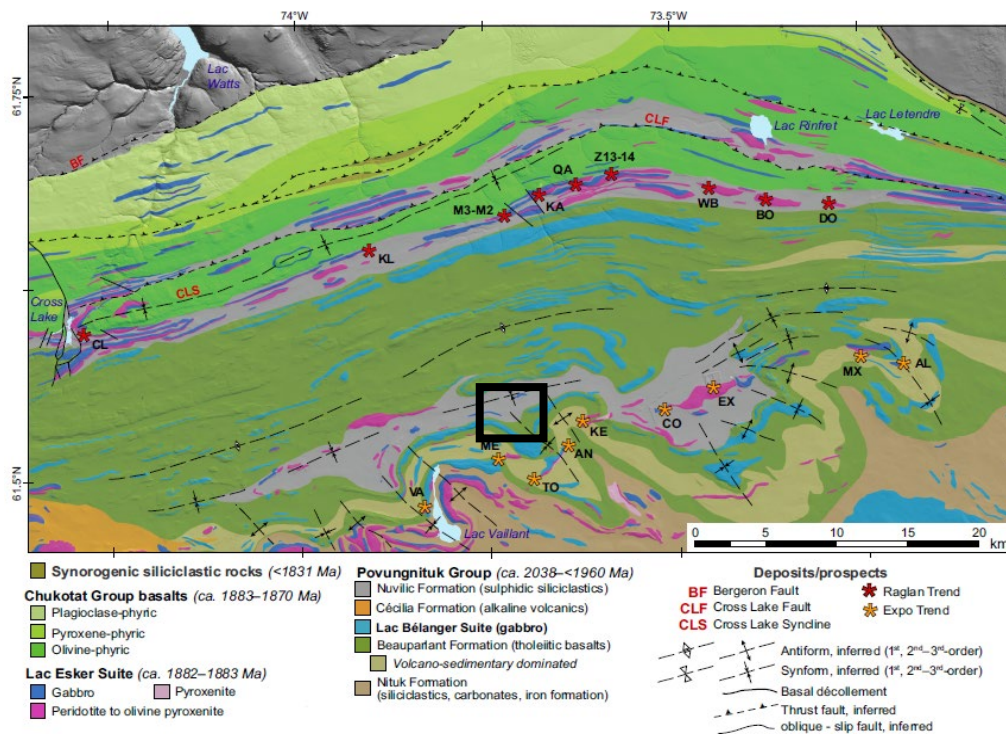 74°W
73.5°W
61.75°N
61.5°N
Lac
Watts
BF
CLF
Lac Rinfret
Lac Letendre
Z13-14
QA
KA
M3-M2
WB
BO
DO
KL
CLS
Cross
Lake
CL
MX
AL
EX
CO
KE
ME
AN
TO
VA
Lac Vaillant
0 5 10 15 20
km
Synorogenic siliciclastic rocks (<1831 Ma)
Chukotat Group basalts (ca. 1883–1870 Ma)
Plagioclase-phyric
Pyroxene-phyric
Olivine-phyric
Lac Esker Suite (ca. 1882–1883 Ma)
Gabbro Pyroxenite
Peridotite to olivine pyroxenite
Povungnituk Group (ca. 2038–<1960 Ma)
Nuvilic Formation (sulphidic siliciclastics)
Cécilia Formation (alkaline volcanics)
Lac Bélanger Suite (gabbro)
Beauparlant Formation (tholeiitic basalts)
Volcano-sedimentary dominated
Nituk Formation
(siliciclastics, carbonates, iron formation)
Deposits/prospects
BF Bergeron Fault
CLF Cross Lake Fault
CLS Cross Lake Syncline
Raglan Trend
Expo Trend
Antiform, inferred (1st, 2nd–3rd-order)
Synform, inferred (1st, 2nd–3rd-order)
Basal décollement
Thrust fault, inferred
oblique - slip fault, inferred